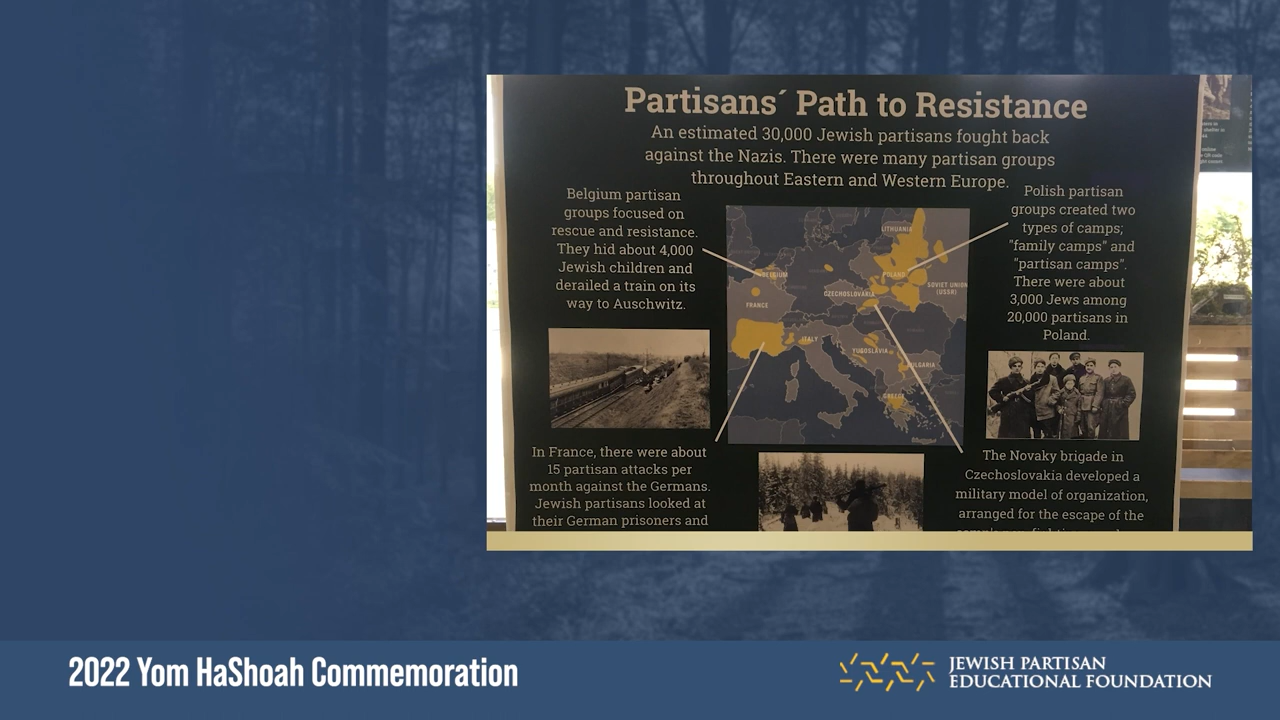 Partisans´ Path to Resistance
An estimated 30,000 Jewish partisans fought back
against the Nazis. There were many partisan groups
throughout Eastern and Western Europe.
Belgium partisan
groups focused on
rescue and resistance.
They hid about 4,000
Jewish children and
derailed a train on its
way to Auschwitz.
Polish partisan
groups created two
types of camps;
"family camps" and
"partisan camps".
There were about
3,000 Jews among
20,000 partisans in
Poland.
LITHUANIA
BELGIUM
POLAND
SOVIET UNION
(USSR)
CZECHOSLOVAKIA
FRANCE
ITALY
YUGOSLAVIA
BULGARIA
GREECE
In France, there were about
15 partisan attacks per
month against the Germans.
Jewish partisans looked at
their German prisoners and
The Novaky brigade in
Czechoslovakia developed a
military model of organization,
arranged for the escape of the
2022 Yom HaShoah Commemoration
JEWISH PARTISAN
EDUCATIONAL FOUNDATION